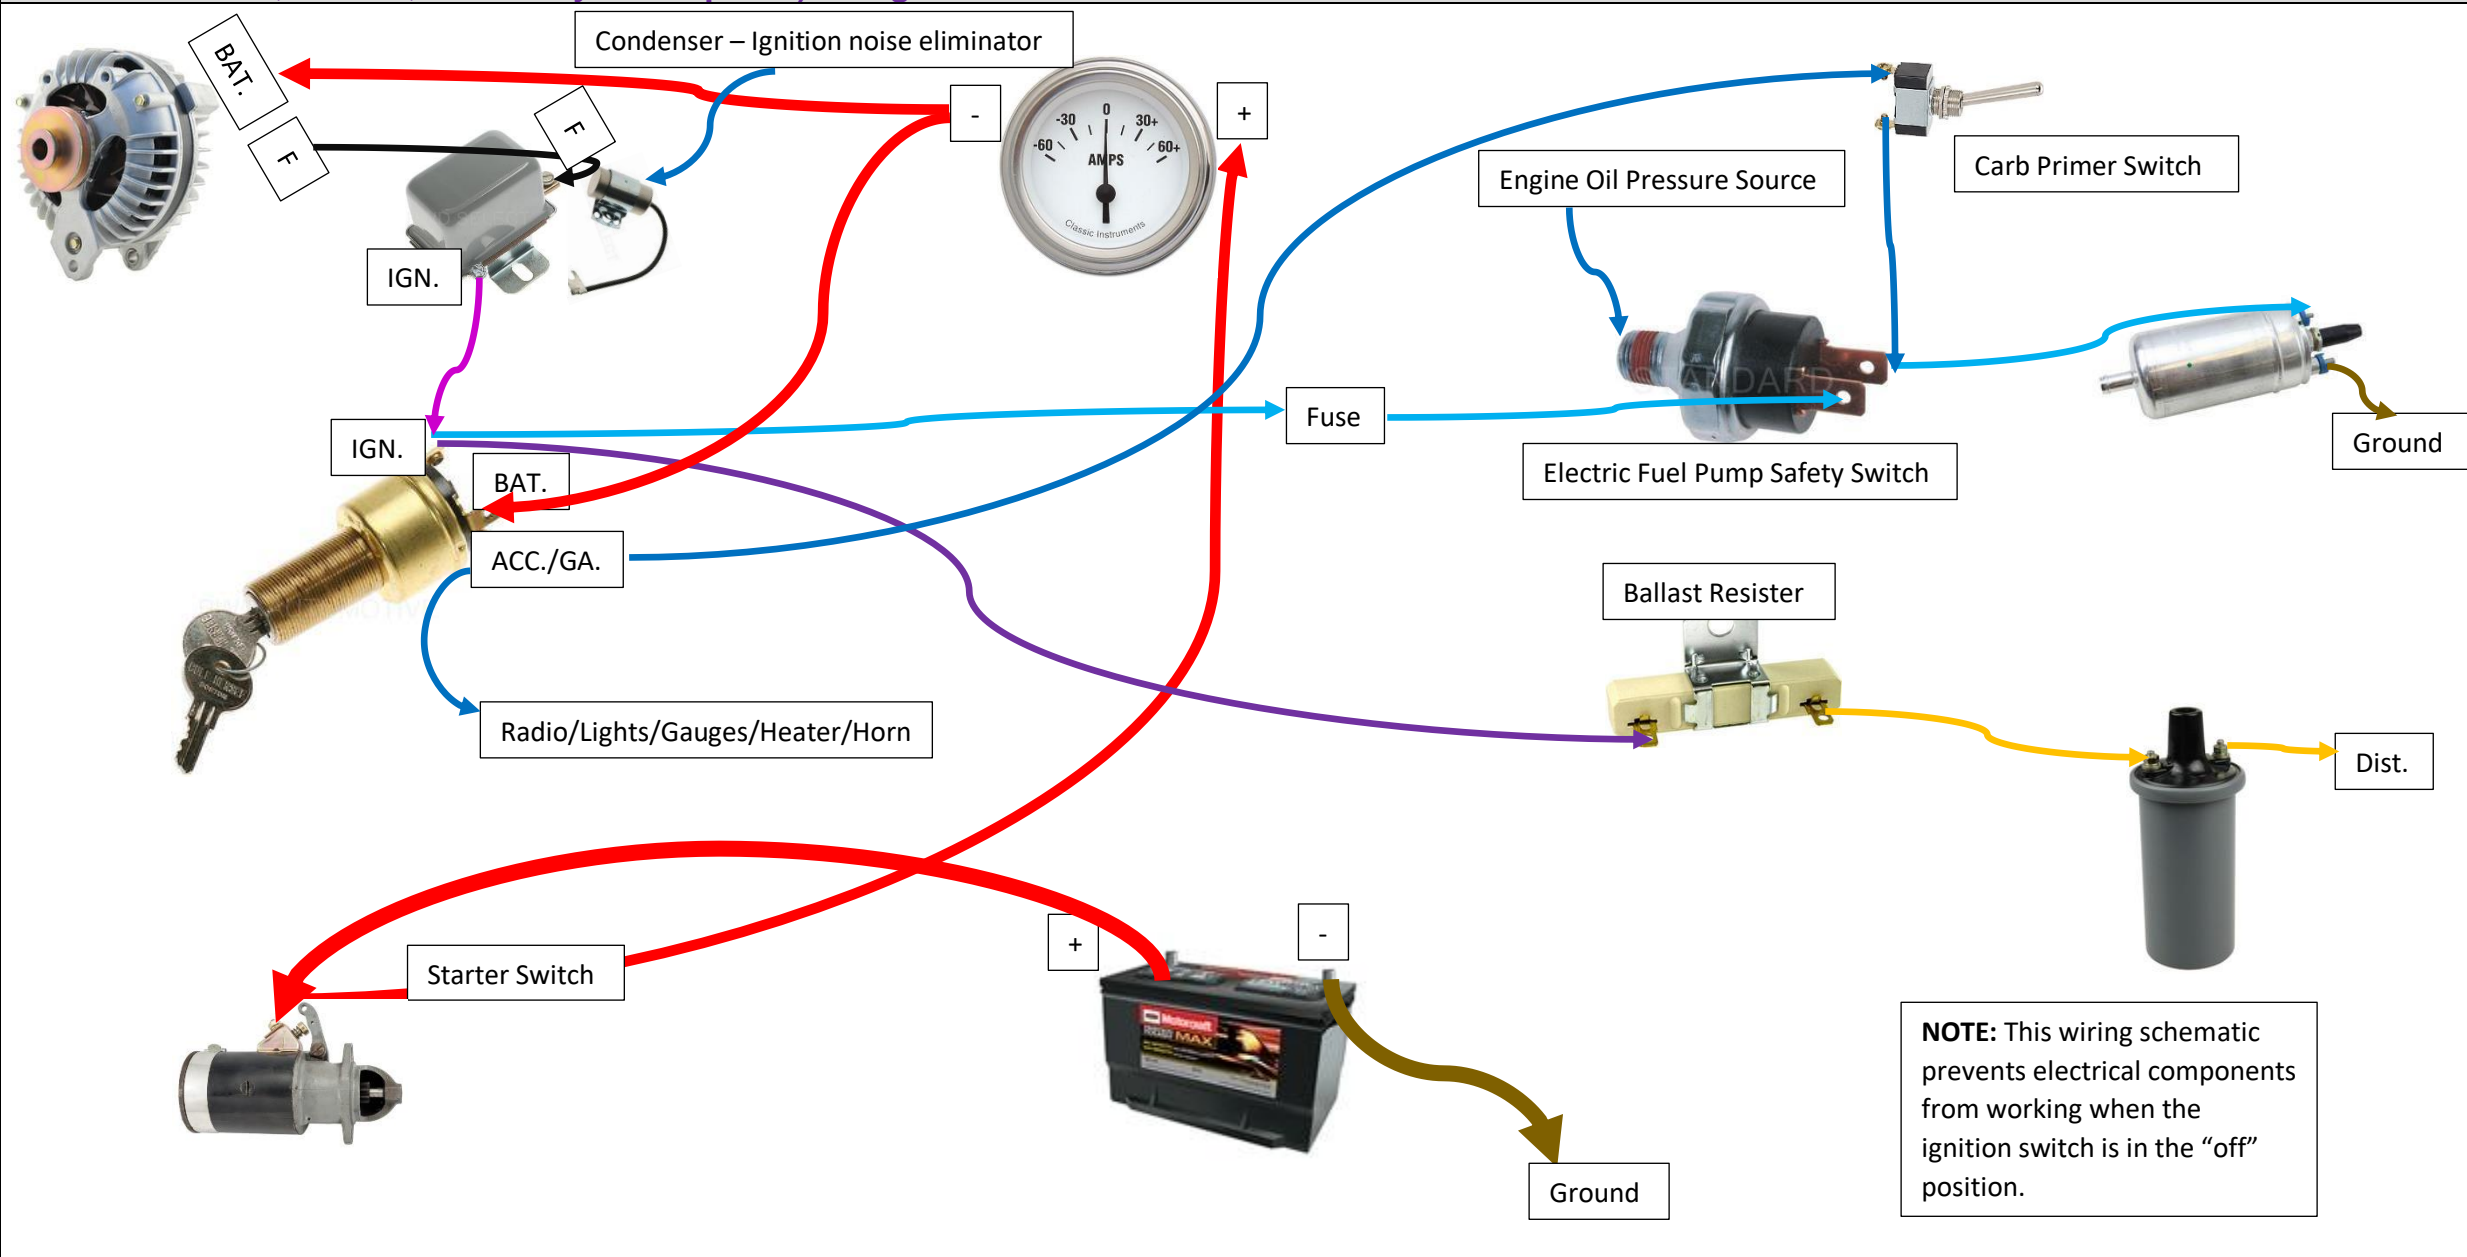 Condenser – Ignition noise eliminator
BAT.
F
F
-
+
-60
-30
0
30+
60+
AMPS
Classic Instruments
Carb Primer Switch
Engine Oil Pressure Source
IGN.
STANDARD
Fuse
IGN.
BAT.
Ground
Electric Fuel Pump Safety Switch
ACC./GA.
Ballast Resister
Radio/Lights/Gauges/Heater/Horn
Dist.
+
-
Starter Switch
Motorcraft
MAX
NOTE: This wiring schematic
prevents electrical components
from working when the
ignition switch is in the “off”
position.
Ground